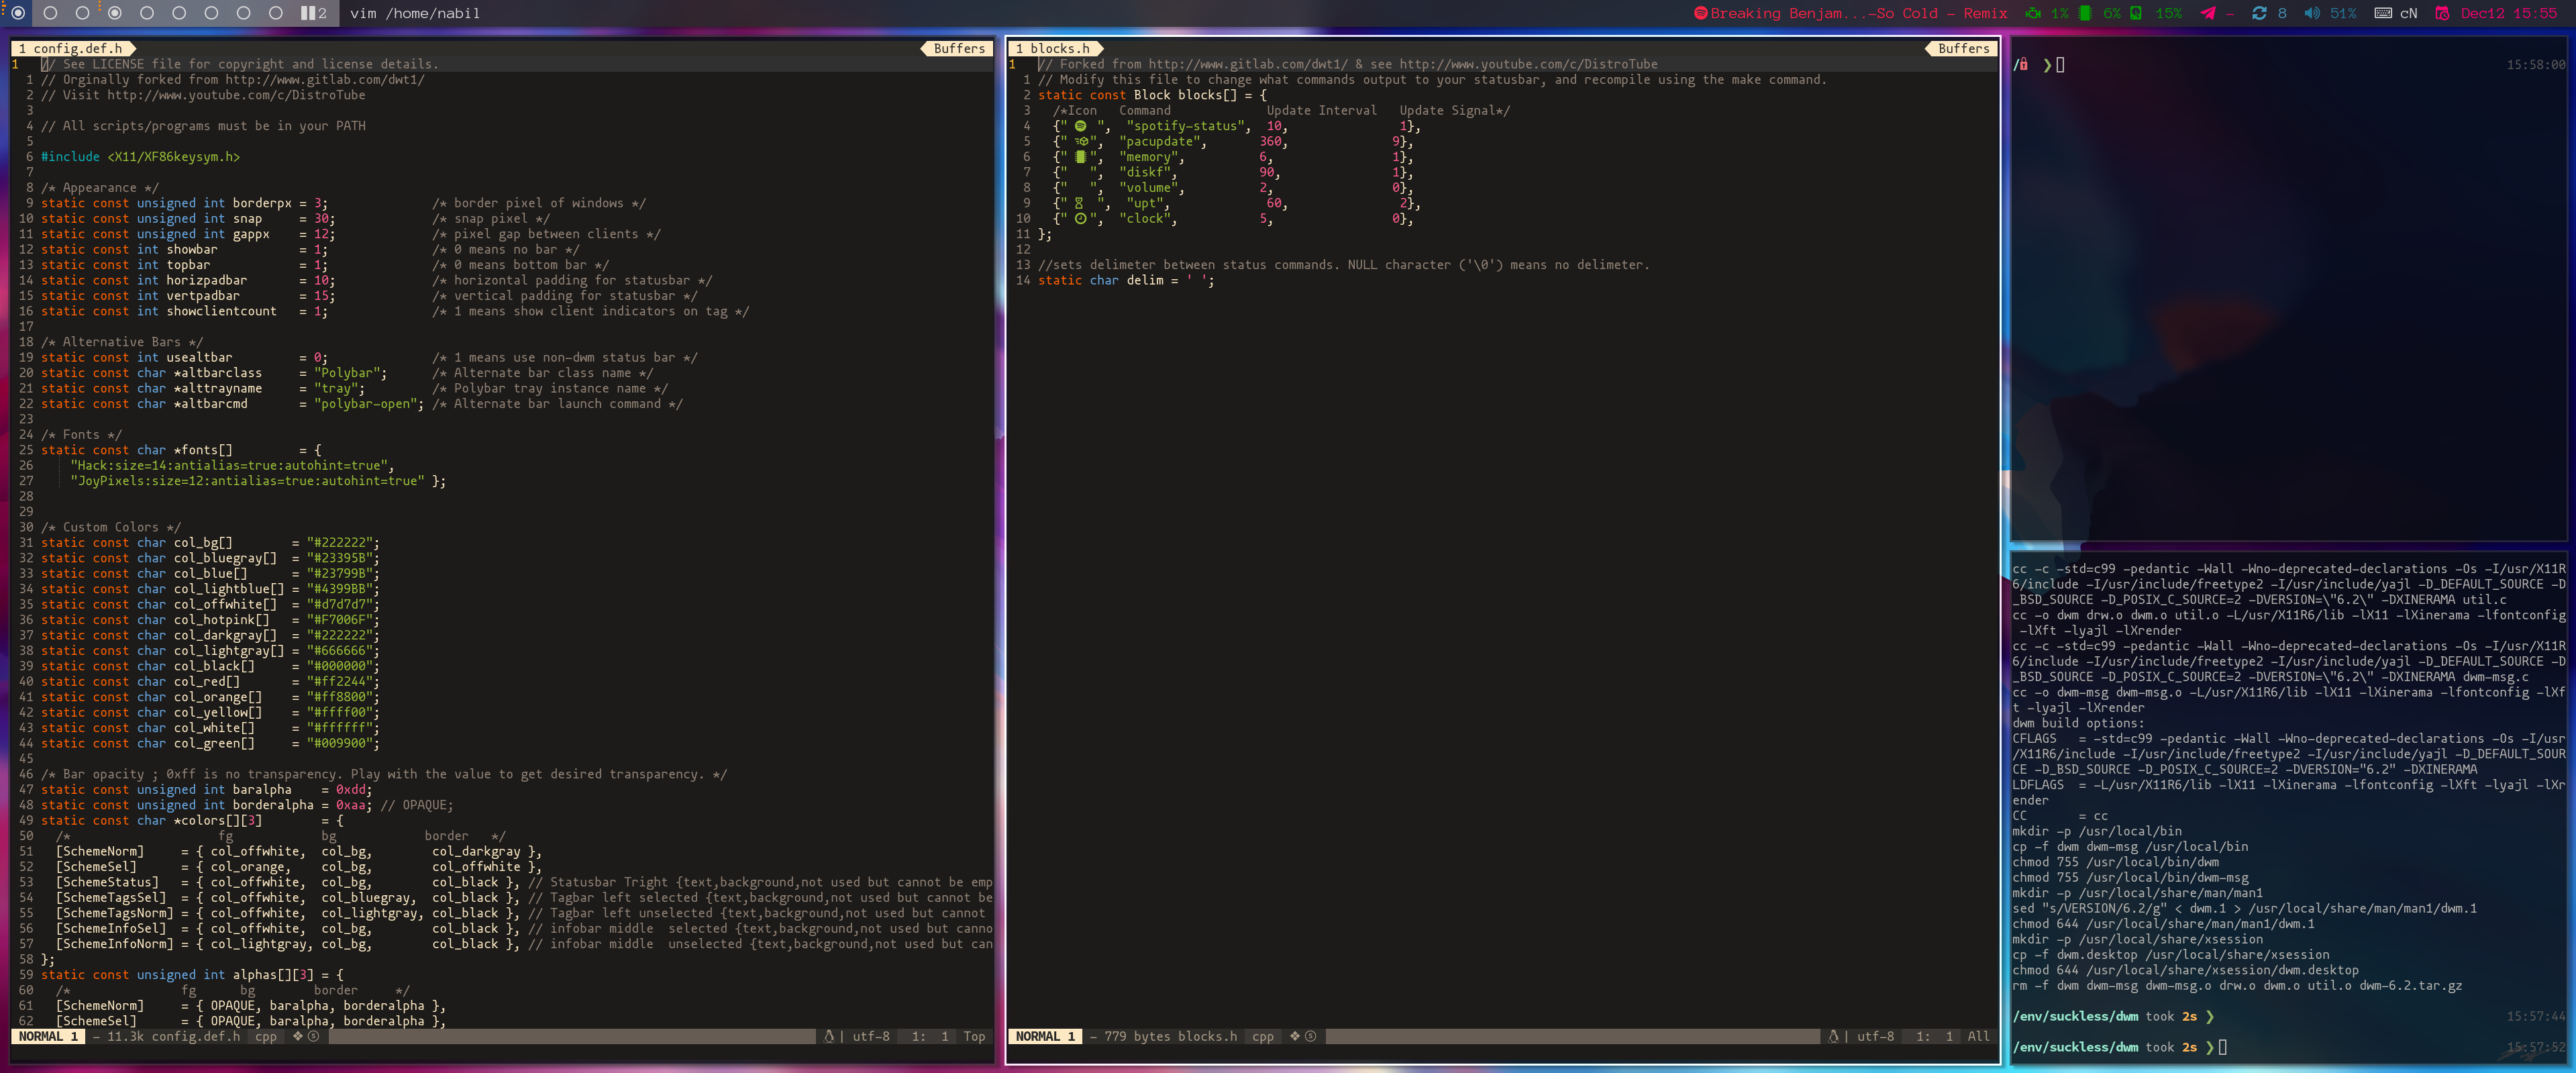 2 vim /home/nabil Breaking Benjam...-So Cold - Remix 1% 6% 15% - 8 51% cN Dec12 15:55
1 config.def.h Buffers
1 // See LICENSE file for copyright and license details.
1 // Orginally forked from http://www.gitlab.com/dwt1/
2 // Visit http://www.youtube.com/c/DistroTube
3
4 // All scripts/programs must be in your PATH
5
6 #include <X11/XF86keysym.h>
7
8 /* Appearance */
9 static const unsigned int borderpx = 3; /* border pixel of windows */
10 static const unsigned int snap = 30; /* snap pixel */
11 static const unsigned int gappx = 12; /* pixel gap between clients */
12 static const int showbar = 1; /* 0 means no bar */
13 static const int topbar = 1; /* 0 means bottom bar */
14 static const int horizpadbar = 10; /* horizontal padding for statusbar */
15 static const int vertpadbar = 15; /* vertical padding for statusbar */
16 static const int showclientcount = 1; /* 1 means show client indicators on tag */
17
18 /* Alternative Bars */
19 static const int usealtbar = 0; /* 1 means use non-dwm status bar */
20 static const char *altbarclass = "Polybar"; /* Alternate bar class name */
21 static const char *alttrayname = "tray"; /* Polybar tray instance name */
22 static const char *altbarcmd = "polybar-open"; /* Alternate bar launch command */
23
24 /* Fonts */
25 static const char *fonts[] = {
26 "Hack:size=14:antialias=true:autohint=true",
27 "JoyPixels:size=12:antialias=true:autohint=true" };
28
29
30 /* Custom Colors */
31 static const char col_bg[] = "#222222";
32 static const char col_bluegray[] = "#23395B";
33 static const char col_blue[] = "#23799B";
34 static const char col_lightblue[] = "#4399BB";
35 static const char col_offwhite[] = "#d7d7d7";
36 static const char col_hotpink[] = "#F7006F";
37 static const char col_darkgray[] = "#222222";
38 static const char col_lightgray[] = "#666666";
39 static const char col_black[] = "#000000";
40 static const char col_red[] = "#ff2244";
41 static const char col_orange[] = "#ff8800";
42 static const char col_yellow[] = "#ffff00";
43 static const char col_white[] = "#ffffff";
44 static const char col_green[] = "#009900";
45
46 /* Bar opacity ; 0xff is no transparency. Play with the value to get desired transparency. */
47 static const unsigned int baralpha = 0xdd;
48 static const unsigned int borderalpha = 0xaa; // OPAQUE;
49 static const char *colors[][3] = {
50 /* fg bg border */
51 [SchemeNorm] = { col_offwhite, col_bg, col_darkgray },
52 [SchemeSel] = { col_orange, col_bg, col_offwhite },
53 [SchemeStatus] = { col_offwhite, col_bg, col_black }, // Statusbar Tright {text,background,not used but cannot be emp
54 [SchemeTagsSel] = { col_offwhite, col_bluegray, col_black }, // Tagbar left selected {text,background,not used but cannot be
55 [SchemeTagsNorm] = { col_offwhite, col_lightgray, col_black }, // Tagbar left unselected {text,background,not used but cannot
56 [SchemeInfoSel] = { col_offwhite, col_bg, col_black }, // infobar middle  selected {text,background,not used but canno
57 [SchemeInfoNorm] = { col_lightgray, col_bg, col_black }, // infobar middle  unselected {text,background,not used but can
58 };
59 static const unsigned int alphas[][3] = {
60 /* fg bg border */
61 [SchemeNorm] = { OPAQUE, baralpha, borderalpha },
62 [SchemeSel] = { OPAQUE, baralpha, borderalpha },
NORMAL 1 - 11.3k config.def.h cpp | utf-8 1: 1 Top
1 blocks.h Buffers
1 // Forked from http://www.gitlab.com/dwt1/ & see http://www.youtube.com/c/DistroTube
1 // Modify this file to change what commands output to your statusbar, and recompile using the make command.
2 static const Block blocks[] = {
3 /*Icon Command Update Interval Update Signal*/
4 {" ", "spotify-status", 10, 1},
5 {" ", "pacupdate", 360, 9},
6 {" ", "memory", 6, 1},
7 {" ", "diskf", 90, 1},
8 {" ", "volume", 2, 0},
9 {" ", "upt", 60, 2},
10 {" ", "clock", 5, 0},
11 };
12
13 //sets delimeter between status commands. NULL character ('\0') means no delimeter.
14 static char delim = ' ';
NORMAL 1 - 779 bytes blocks.h cpp | utf-8 1: 1 All
/ ❯ 15:58:00
cc -c -std=c99 -pedantic -Wall -Wno-deprecated-declarations -Os -I/usr/X11R
6/include -I/usr/include/freetype2 -I/usr/include/yajl -D_DEFAULT_SOURCE -D
_BSD_SOURCE -D_POSIX_C_SOURCE=2 -DVERSION=\"6.2\" -DXINERAMA util.c
cc -o dwm drw.o dwm.o util.o -L/usr/X11R6/lib -lX11 -lXinerama -lfontconfig
-lXft -lyajl -lXrender
cc -c -std=c99 -pedantic -Wall -Wno-deprecated-declarations -Os -I/usr/X11R
6/include -I/usr/include/freetype2 -I/usr/include/yajl -D_DEFAULT_SOURCE -D
_BSD_SOURCE -D_POSIX_C_SOURCE=2 -DVERSION=\"6.2\" -DXINERAMA dwm-msg.c
cc -o dwm-msg dwm-msg.o -L/usr/X11R6/lib -lX11 -lXinerama -lfontconfig -lXf
t -lyajl -lXrender
dwm build options:
CFLAGS = -std=c99 -pedantic -Wall -Wno-deprecated-declarations -Os -I/usr
/X11R6/include -I/usr/include/freetype2 -I/usr/include/yajl -D_DEFAULT_SOUR
CE -D_BSD_SOURCE -D_POSIX_C_SOURCE=2 -DVERSION="6.2" -DXINERAMA
LDFLAGS = -L/usr/X11R6/lib -lX11 -lXinerama -lfontconfig -lXft -lyajl -lXr
ender
CC = cc
mkdir -p /usr/local/bin
cp -f dwm dwm-msg /usr/local/bin
chmod 755 /usr/local/bin/dwm
chmod 755 /usr/local/bin/dwm-msg
mkdir -p /usr/local/share/man/man1
sed "s/VERSION/6.2/g" < dwm.1 > /usr/local/share/man/man1/dwm.1
chmod 644 /usr/local/share/man/man1/dwm.1
mkdir -p /usr/local/share/xsession
cp -f dwm.desktop /usr/local/share/xsession
chmod 644 /usr/local/share/xsession/dwm.desktop
rm -f dwm dwm-msg dwm-msg.o drw.o dwm.o util.o dwm-6.2.tar.gz
/env/suckless/dwm took 2s ❯ 15:57:44
/env/suckless/dwm took 2s ❯ 15:57:52